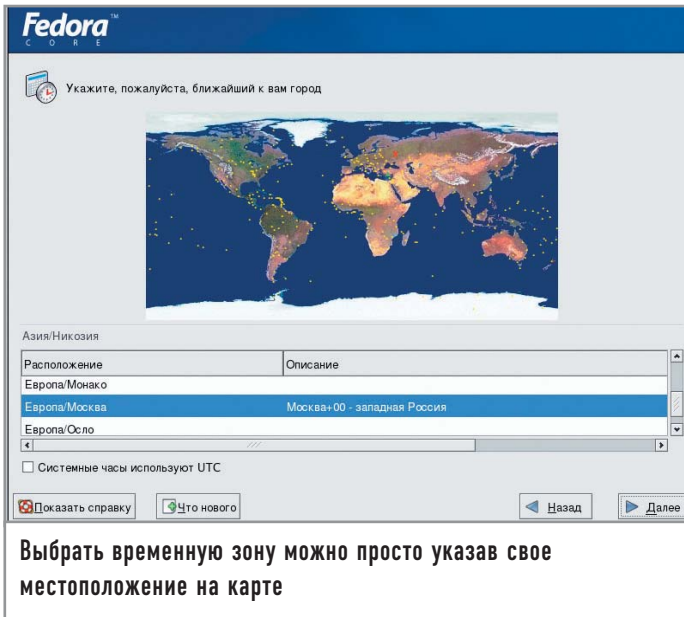 Fedora™
CORE
Укажите, пожалуйста, ближайший к вам город
Азия/Никозия
Расположение Описание
Европа/Монако
Европа/Москва Москва+00 - западная Россия
Европа/Осло
Системные часы используют UTC
Показать справку Что нового Назад Далее
Выбрать временную зону можно просто указав свое
местоположение на карте